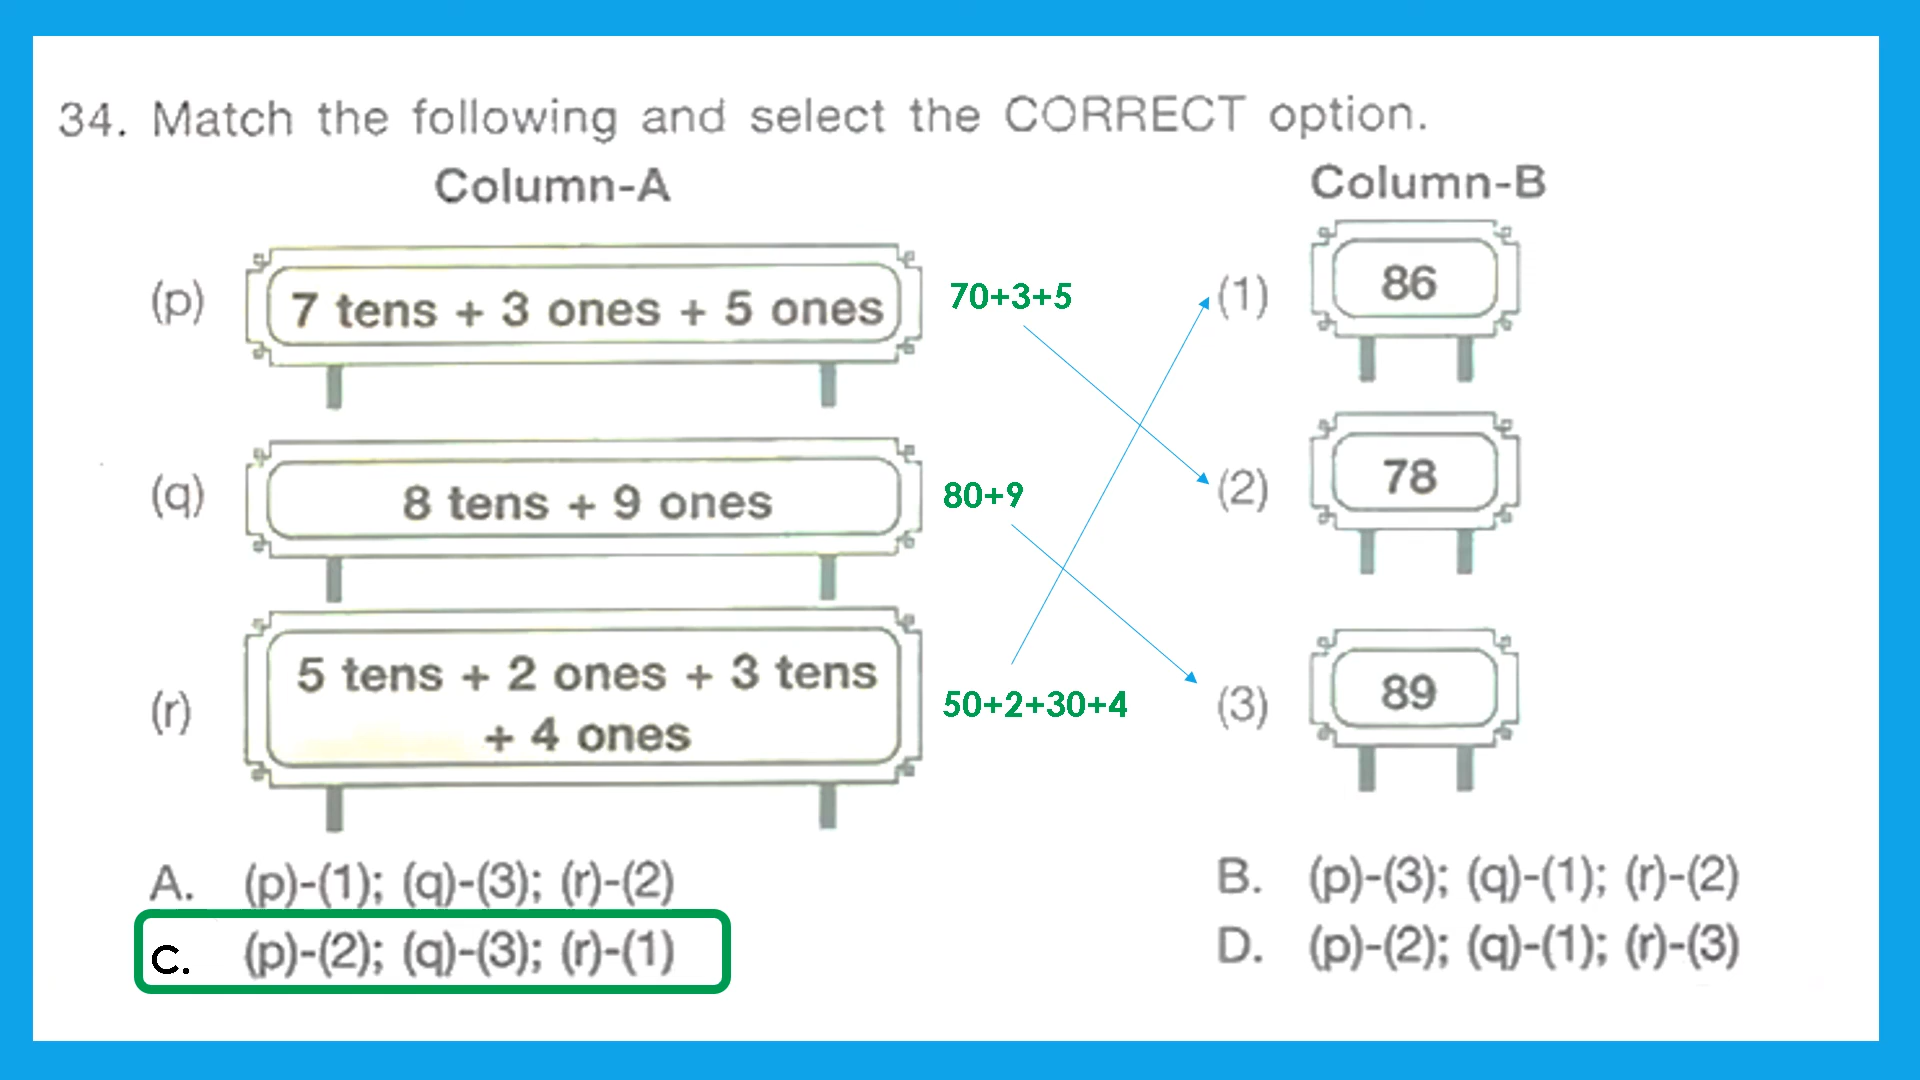 34. Match the following and select the CORRECT option.
Column-A Column-B
(p) 7 tens + 3 ones + 5 ones 70+3+5 (1) 86
(q) 8 tens + 9 ones 80+9 (2) 78
(r) 5 tens + 2 ones + 3 tens
+ 4 ones 50+2+30+4 (3) 89
A. (p)-(1); (q)-(3); (r)-(2) B. (p)-(3); (q)-(1); (r)-(2)
C. (p)-(2); (q)-(3); (r)-(1) D. (p)-(2); (q)-(1); (r)-(3)